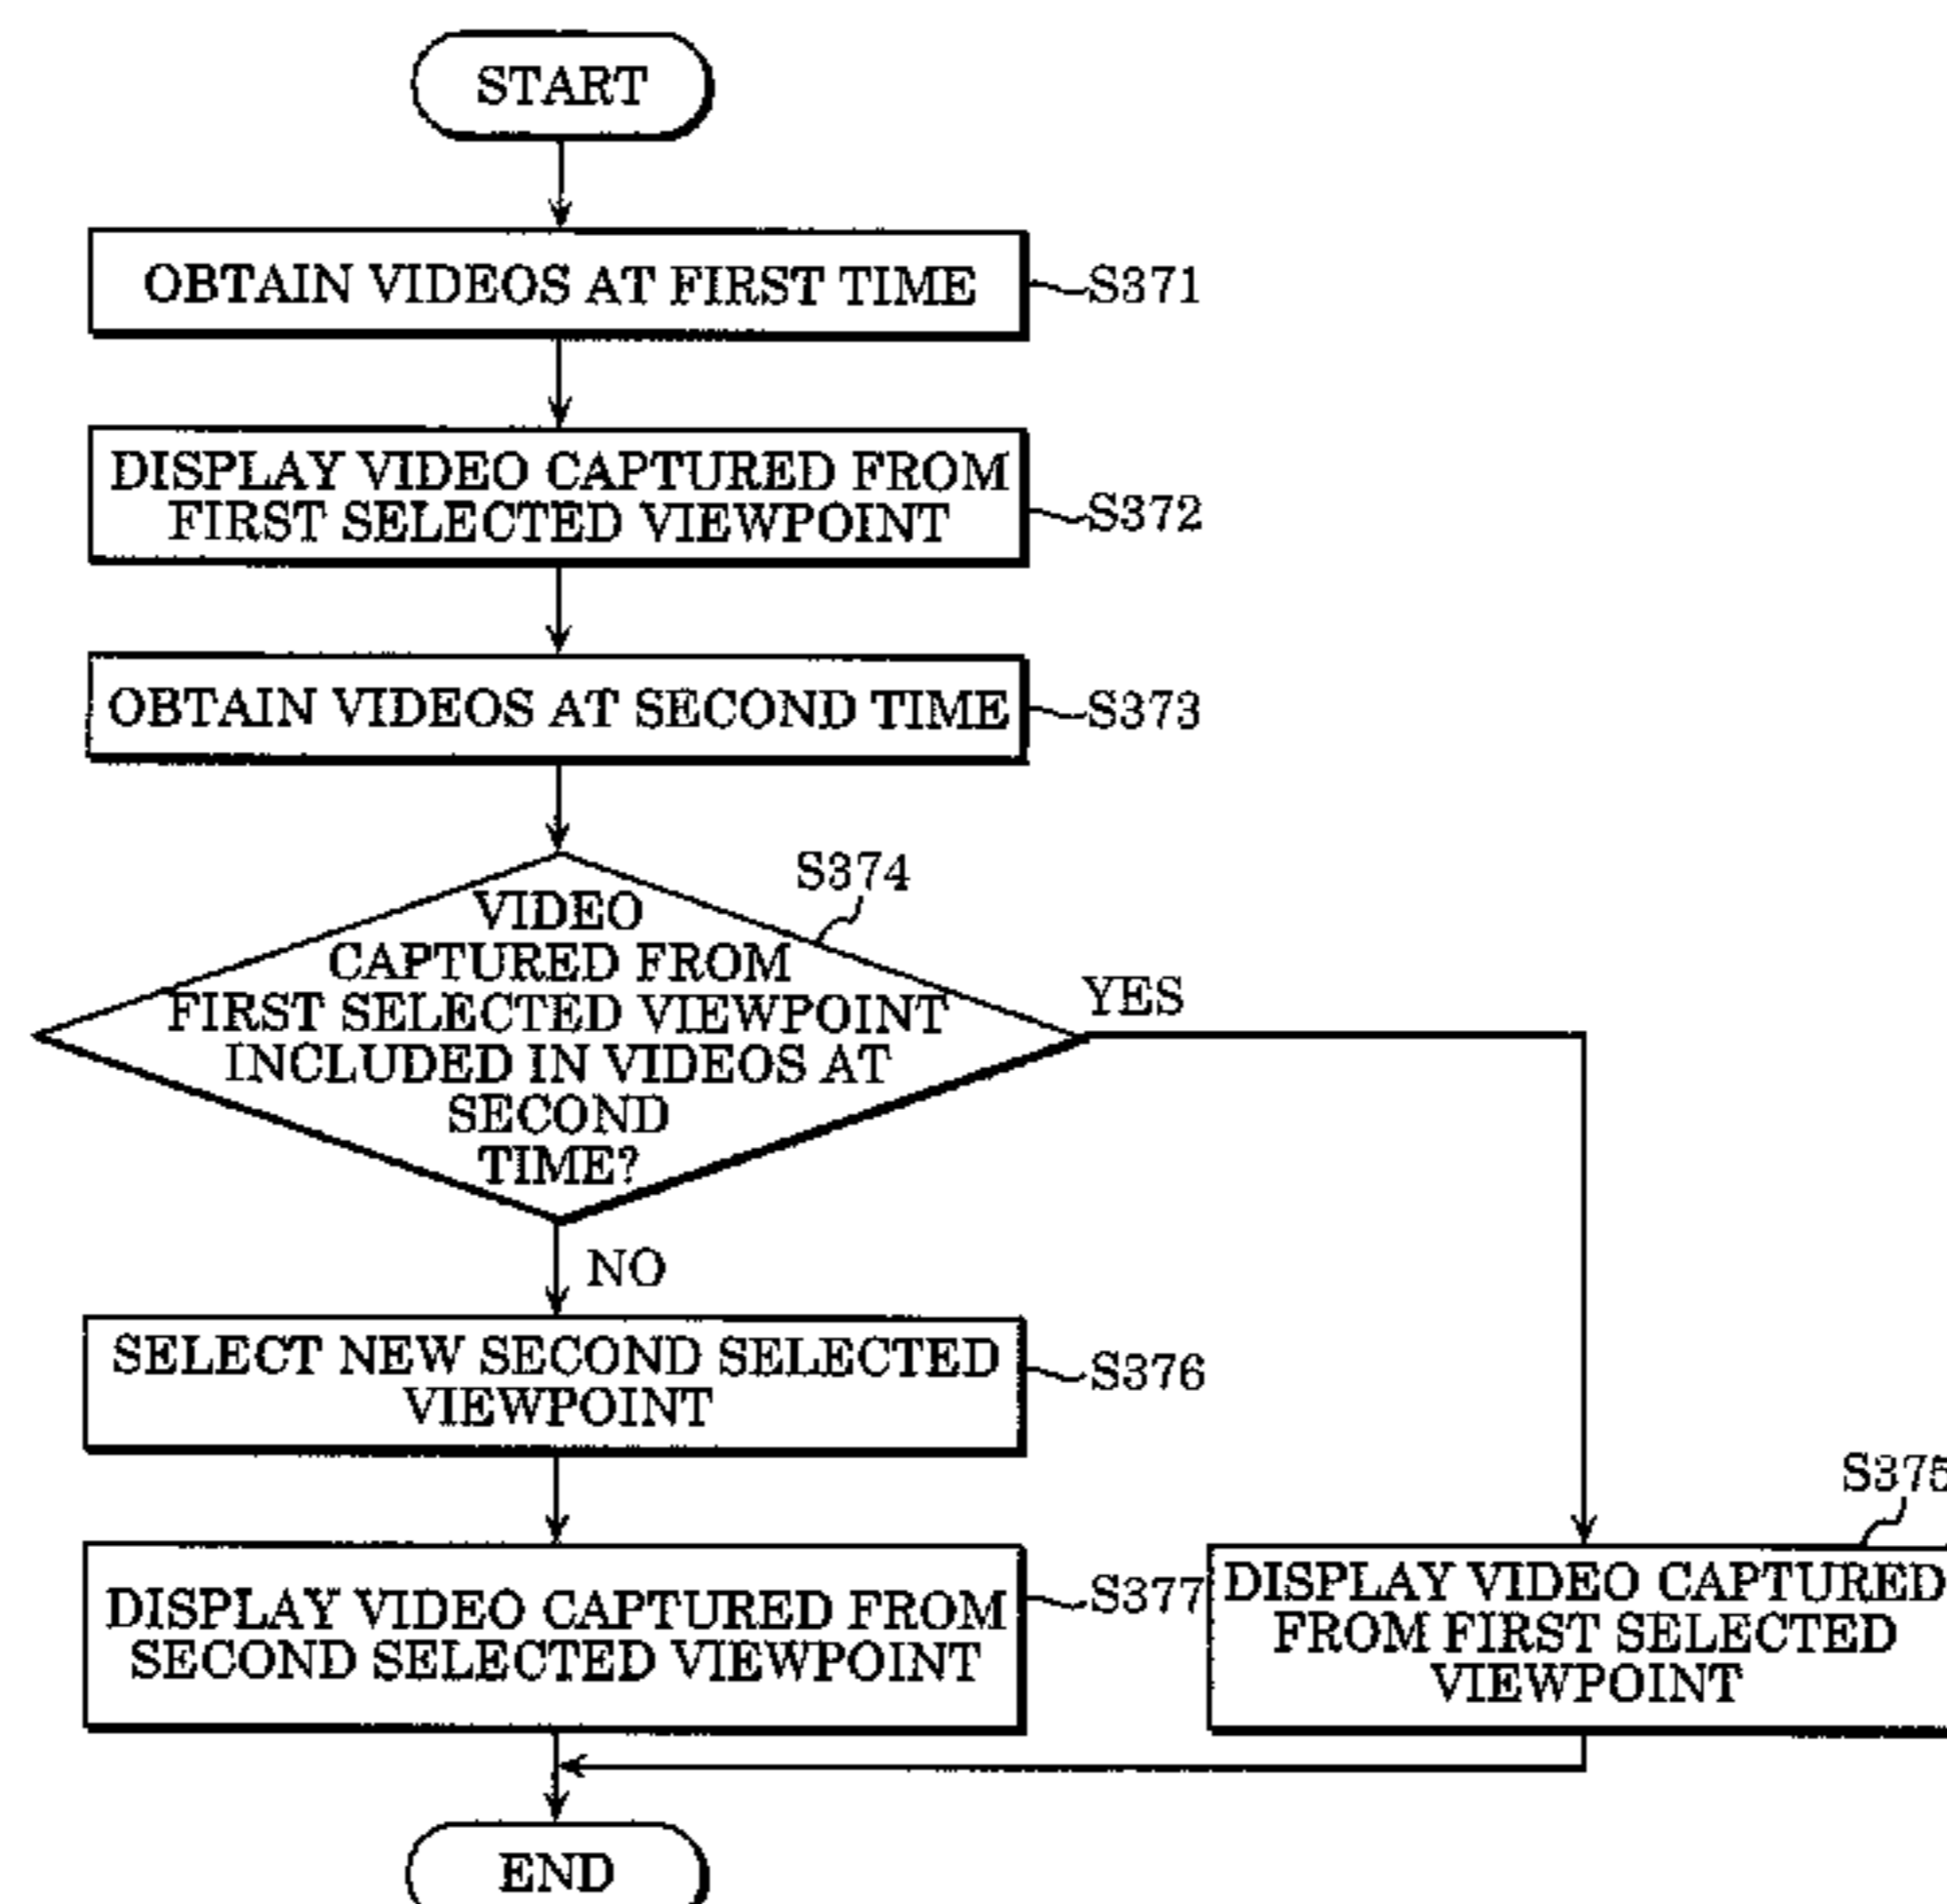 START
OBTAIN VIDEOS AT FIRST TIME
S371
DISPLAY VIDEO CAPTURED FROM
FIRST SELECTED VIEWPOINT
S372
OBTAIN VIDEOS AT SECOND TIME
S373
S374
VIDEO
CAPTURED FROM
FIRST SELECTED VIEWPOINT
INCLUDED IN VIDEOS AT
SECOND
TIME?
YES
NO
SELECT NEW SECOND SELECTED
VIEWPOINT
S376
S375
DISPLAY VIDEO CAPTURED FROM
SECOND SELECTED VIEWPOINT
S377
DISPLAY VIDEO CAPTURED
FROM FIRST SELECTED
VIEWPOINT
END